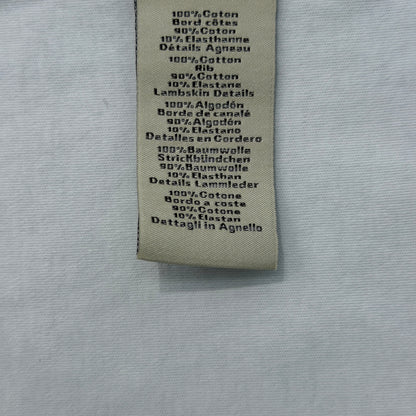 100%Coton
Bord côtes
90%Coton
10%Elasthanne
Détails Agneau
100%Cotton
Rib
90%Cotton
10%Elastane
Lambskin Details
100%Algodón
Borde de canalé
90%Algodón
10%Elastano
Detalles en Cordero
100%Baumwolle
Strickbündchen
90%Baumwolle
10%Elasthan
Details Lammleder
100%Cotone
Bordo a coste
90%Cotone
10%Elastan
Dettagli in Agnello